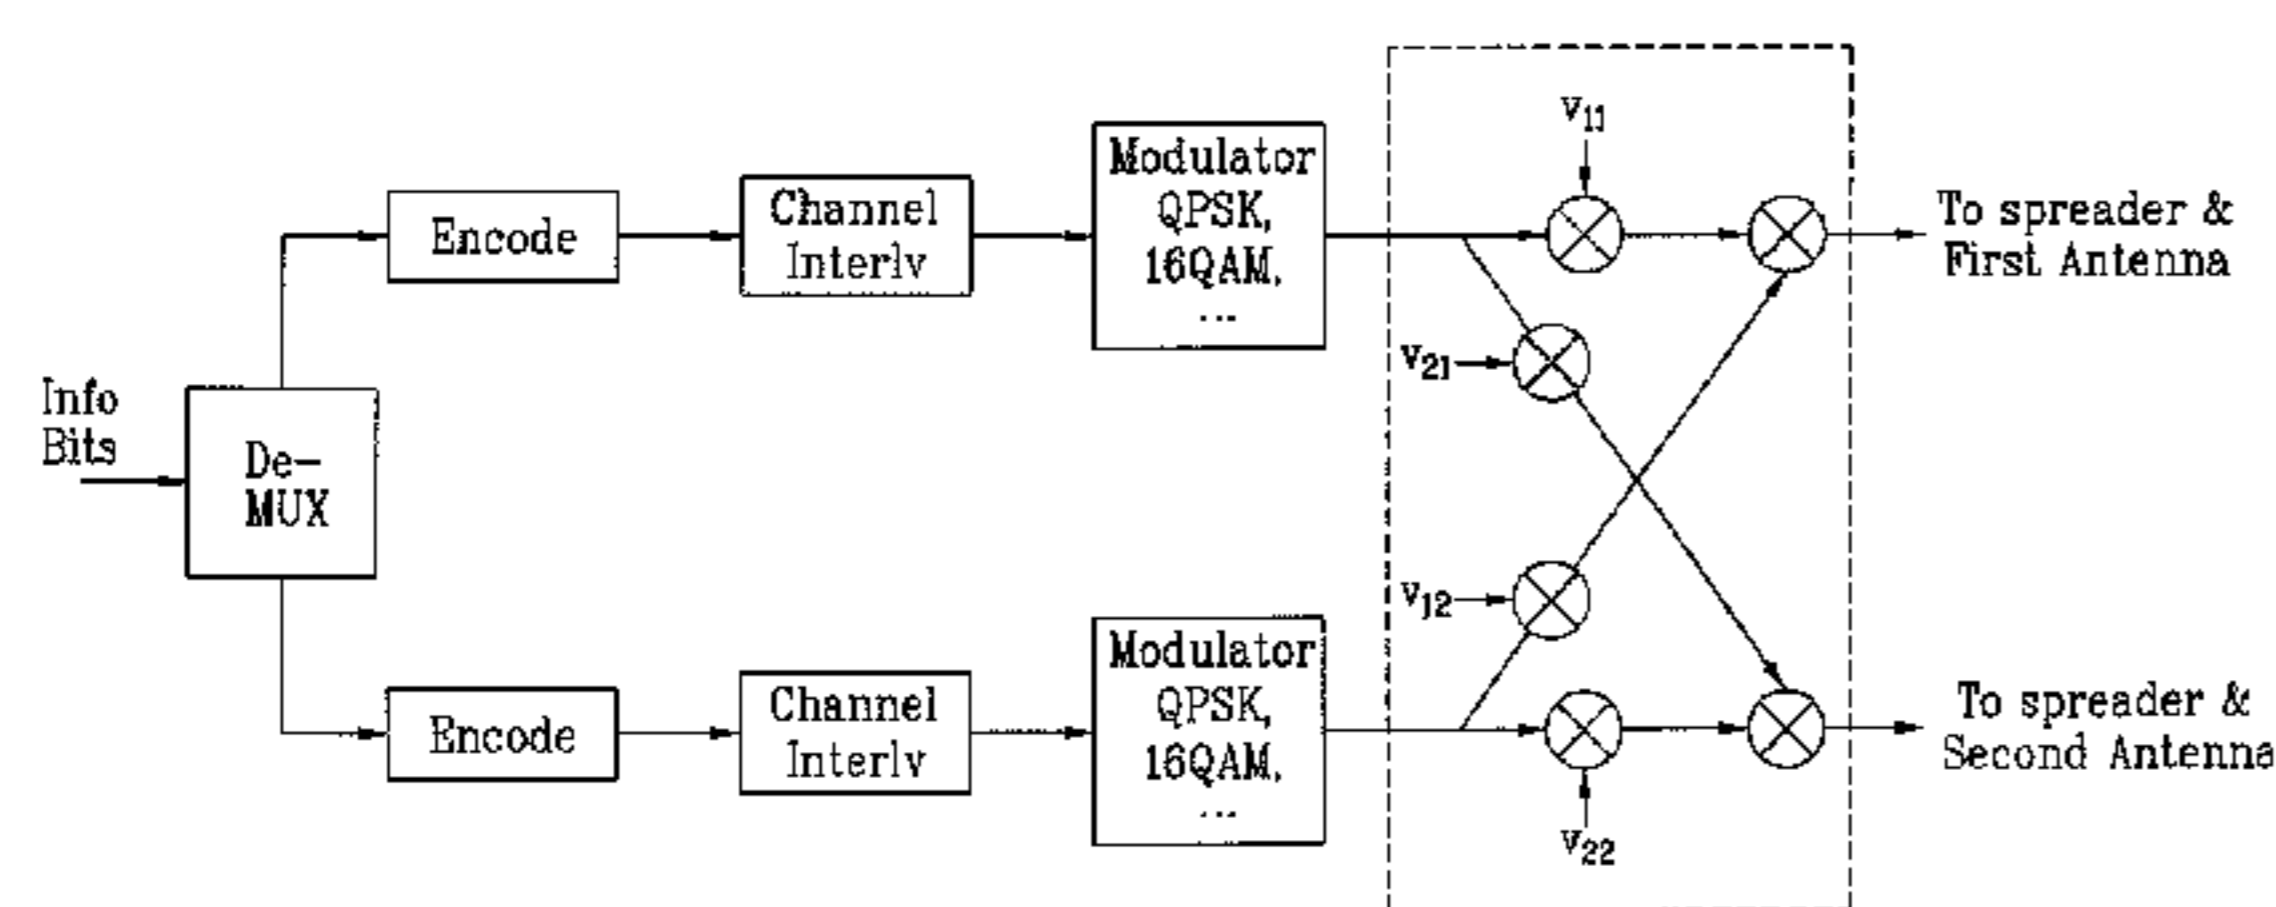 Info
Bits
De-
MUX
Encode
Channel
Interlv
Modulator
QPSK,
16QAM,
...
v11
v21
To spreader &
First Antenna
Encode
Channel
Interlv
Modulator
QPSK,
16QAM,
...
v12
v22
To spreader &
Second Antenna